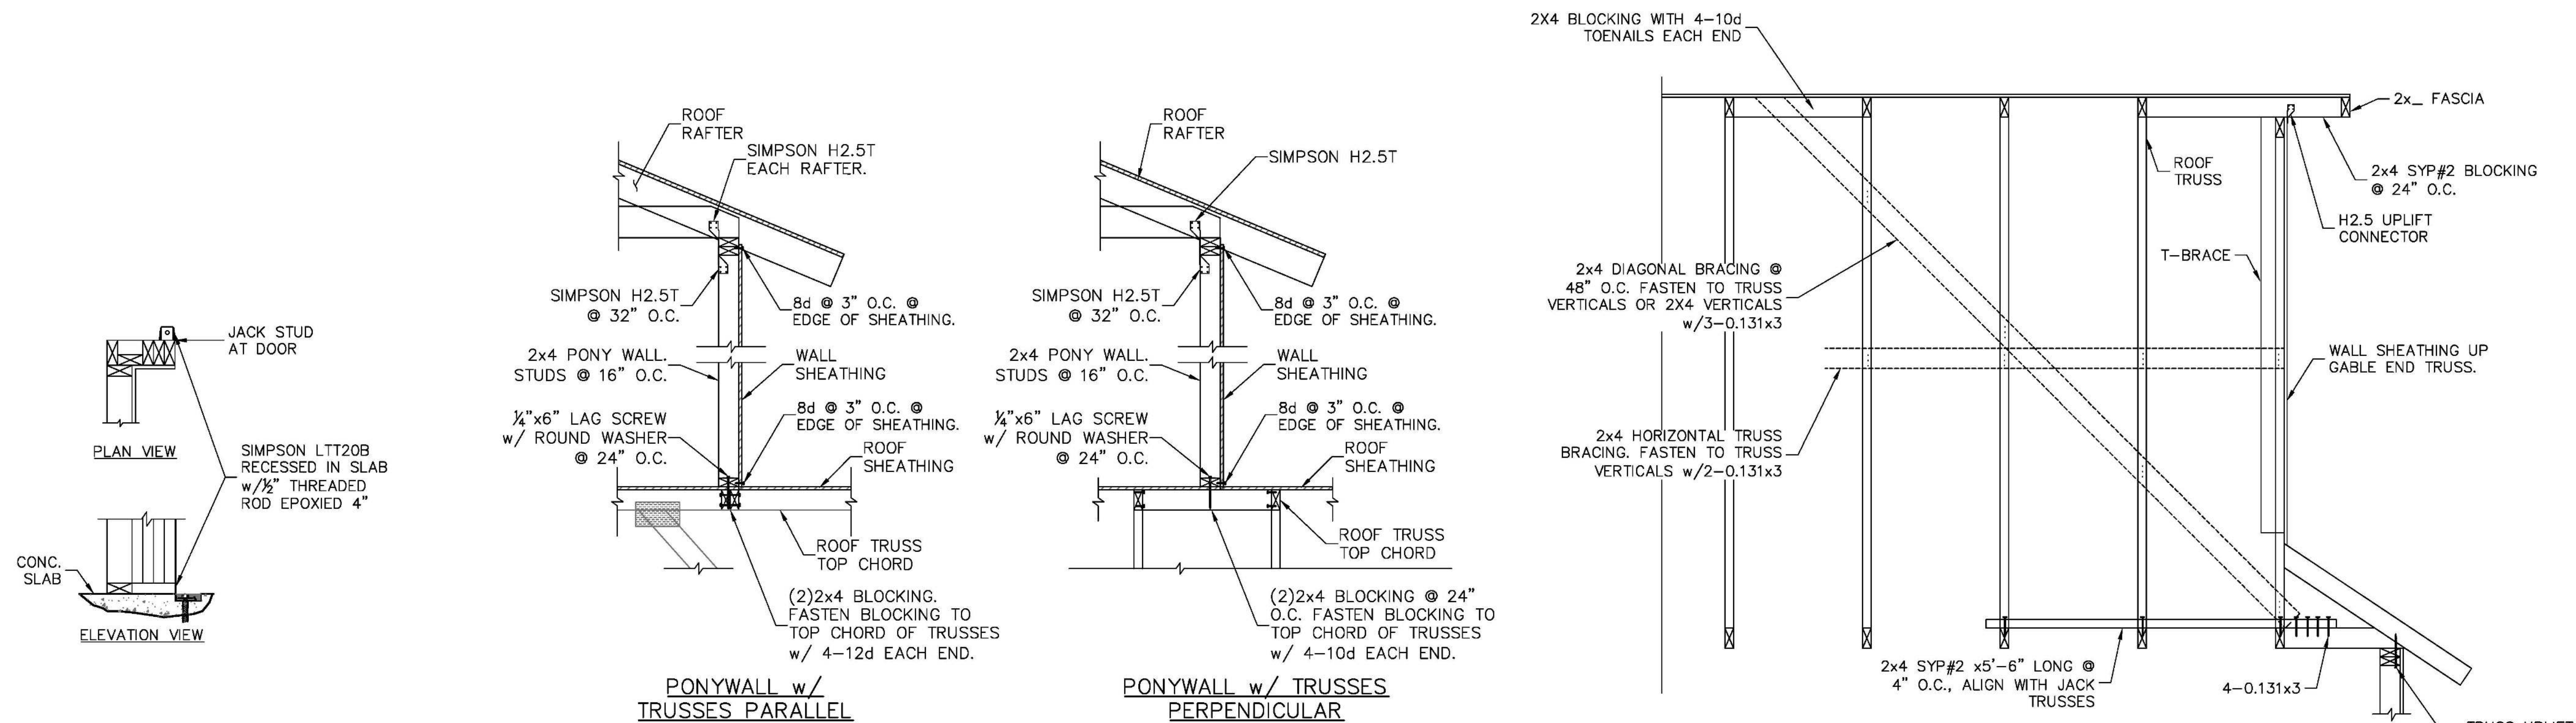 JACK STUD
AT DOOR
PLAN VIEW
SIMPSON LTT20B
RECESSED IN SLAB
w/½" THREADED
ROD EPOXIED 4"
CONC.
SLAB
ELEVATION VIEW
ROOF
RAFTER
SIMPSON H2.5T
EACH RAFTER.
SIMPSON H2.5T
@ 32" O.C.
8d @ 3" O.C. @
EDGE OF SHEATHING.
2x4 PONY WALL.
STUDS @ 16" O.C.
WALL
SHEATHING
¼"x6" LAG SCREW
w/ ROUND WASHER
@ 24" O.C.
8d @ 3" O.C. @
EDGE OF SHEATHING.
ROOF
SHEATHING
ROOF TRUSS
TOP CHORD
(2)2x4 BLOCKING.
FASTEN BLOCKING TO
TOP CHORD OF TRUSSES
w/ 4-12d EACH END.
PONYWALL w/
TRUSSES PARALLEL
ROOF
RAFTER
SIMPSON H2.5T
SIMPSON H2.5T
@ 32" O.C.
8d @ 3" O.C. @
EDGE OF SHEATHING.
2x4 PONY WALL.
STUDS @ 16" O.C.
WALL
SHEATHING
¼"x6" LAG SCREW
w/ ROUND WASHER
@ 24" O.C.
8d @ 3" O.C. @
EDGE OF SHEATHING.
ROOF
SHEATHING
ROOF TRUSS
TOP CHORD
(2)2x4 BLOCKING @ 24"
O.C. FASTEN BLOCKING TO
TOP CHORD OF TRUSSES
w/ 4-10d EACH END.
PONYWALL w/ TRUSSES
PERPENDICULAR
2X4 BLOCKING WITH 4-10d
TOENAILS EACH END
2x_ FASCIA
ROOF
TRUSS
2x4 SYP#2 BLOCKING
@ 24" O.C.
H2.5 UPLIFT
CONNECTOR
T-BRACE
2x4 DIAGONAL BRACING @
48" O.C. FASTEN TO TRUSS
VERTICALS OR 2X4 VERTICALS
w/3-0.131x3
WALL SHEATHING UP
GABLE END TRUSS.
2x4 HORIZONTAL TRUSS
BRACING. FASTEN TO TRUSS
VERTICALS w/2-0.131x3
2x4 SYP#2 x5'-6" LONG @
4" O.C., ALIGN WITH JACK
TRUSSES
4-0.131x3